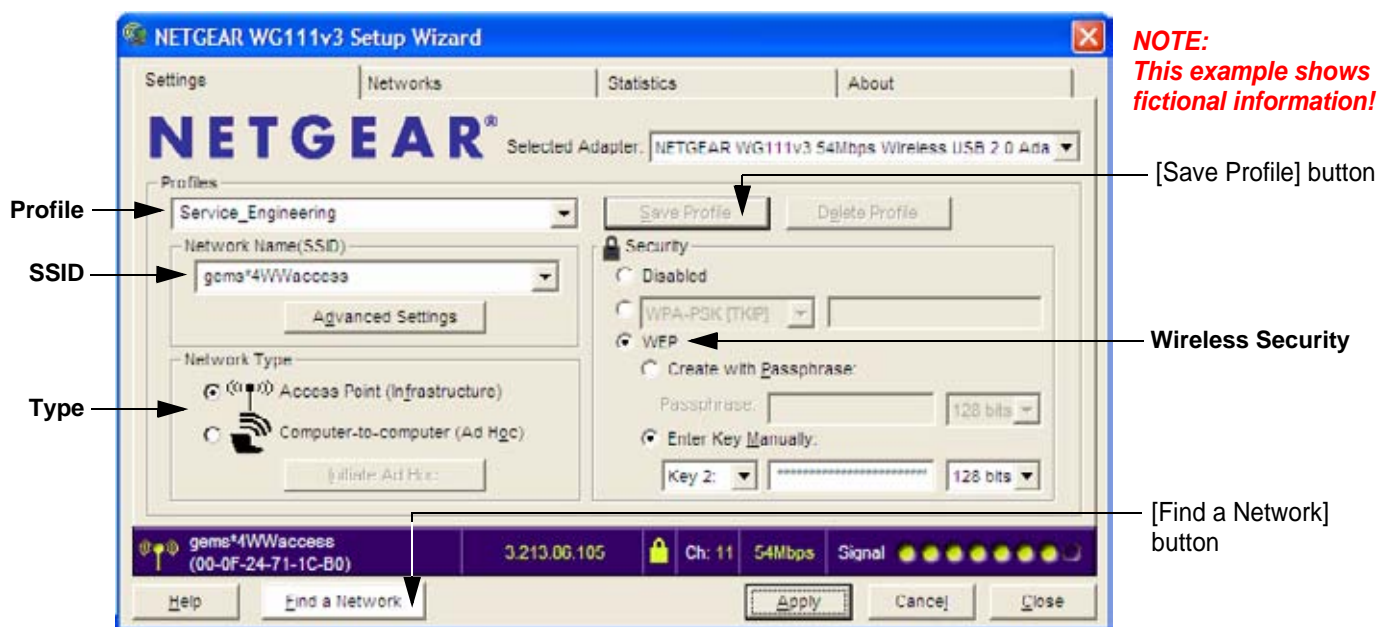 NETGEAR WG111v3 Setup Wizard
NOTE:
This example shows
fictional information!
Settings
Networks
Statistics
About
NETGEAR®
Selected Adapter:
NETGEAR WG111v3 54Mbps Wireless USB 2.0 Ada
[Save Profile] button
Profiles
Profile
Service_Engineering
Save Profile
Delete Profile
Network Name(SSID)
SSID
gems*4WWaccess
Advanced Settings
Security
Disabled
WPA-PSK [TKIP]
WEP
Wireless Security
Create with Passphrase:
Passphrase:
128 bits
Enter Key Manually:
Key 2:
**************************
128 bits
Network Type
Type
Access Point (Infrastructure)
Computer-to-computer (Ad Hoc)
Initiate Ad Hoc
[Find a Network]
button
gems*4WWaccess
(00-0F-24-71-1C-B0)
3.213.86.105
Ch: 11
54Mbps
Signal
Help
Find a Network
Apply
Cancel
Close